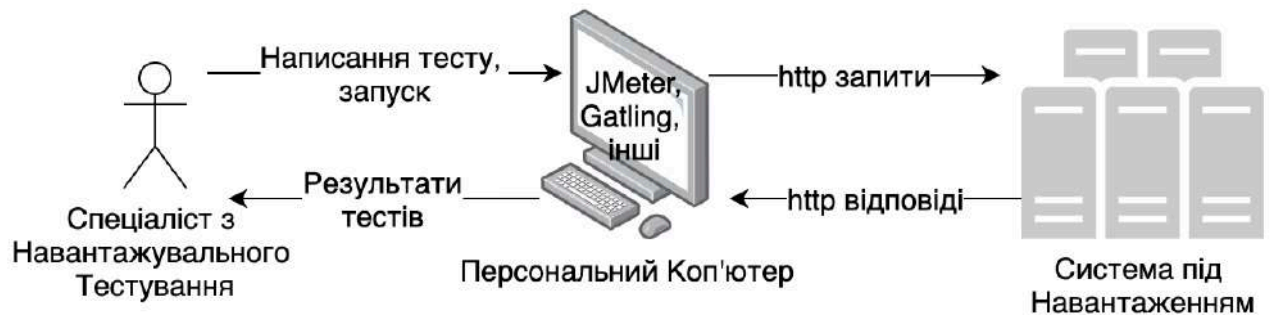 Написання тесту,
запуск
JMeter,
Gatling,
інші
http запити
Результати
тестів
http відповіді
Спеціаліст з
Навантажувального
Тестування
Персональний Коп'ютер
Система під
Навантаженням